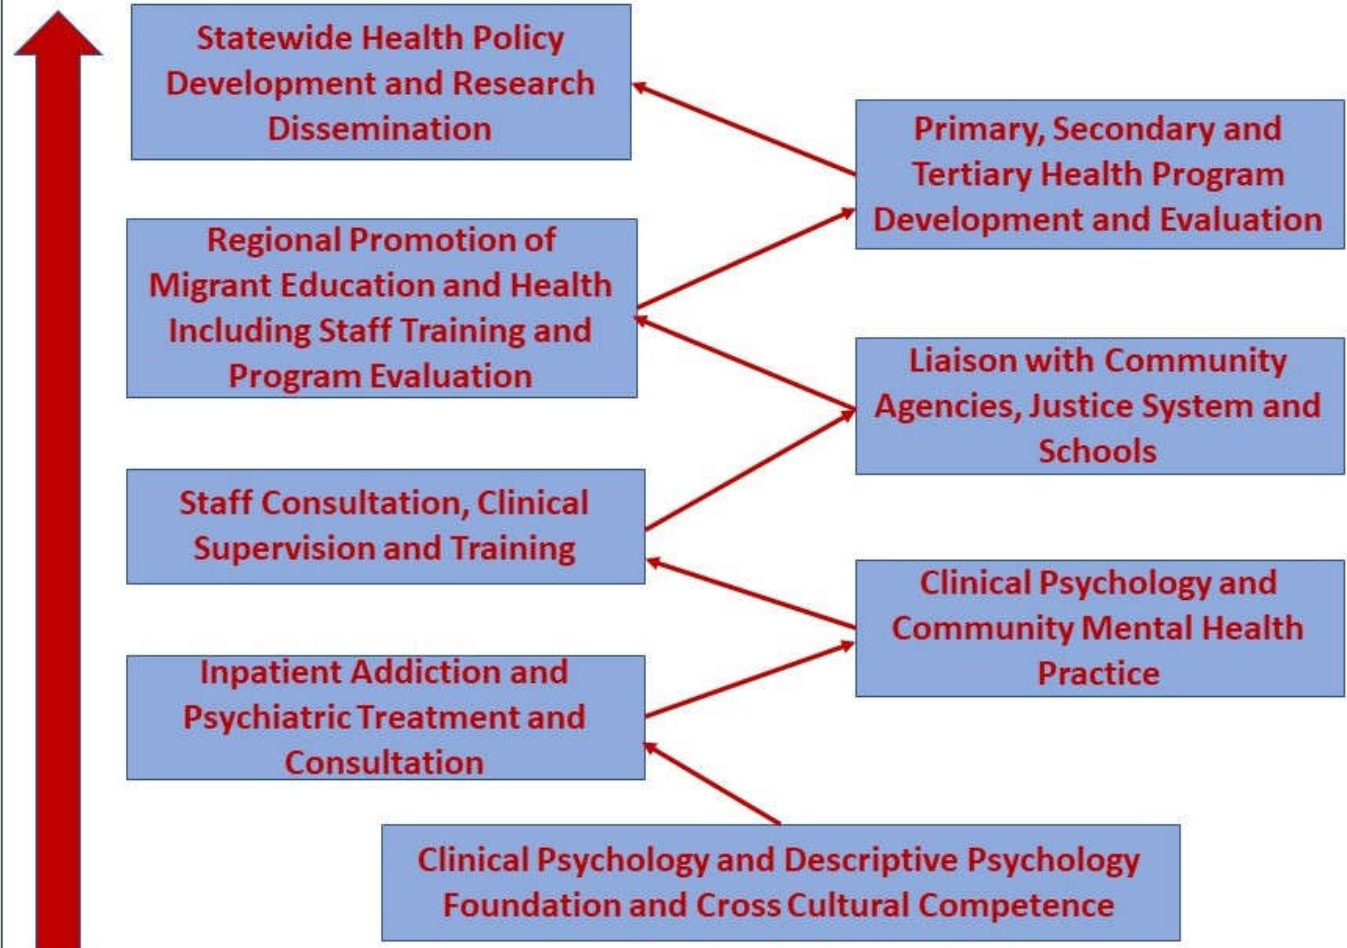 Statewide Health Policy
Development and Research
Dissemination
Primary, Secondary and
Tertiary Health Program
Development and Evaluation
Regional Promotion of
Migrant Education and Health
Including Staff Training and
Program Evaluation
Liaison with Community
Agencies, Justice System and
Schools
Staff Consultation, Clinical
Supervision and Training
Clinical Psychology and
Community Mental Health
Practice
Inpatient Addiction and
Psychiatric Treatment and
Consultation
Clinical Psychology and Descriptive Psychology
Foundation and Cross Cultural Competence